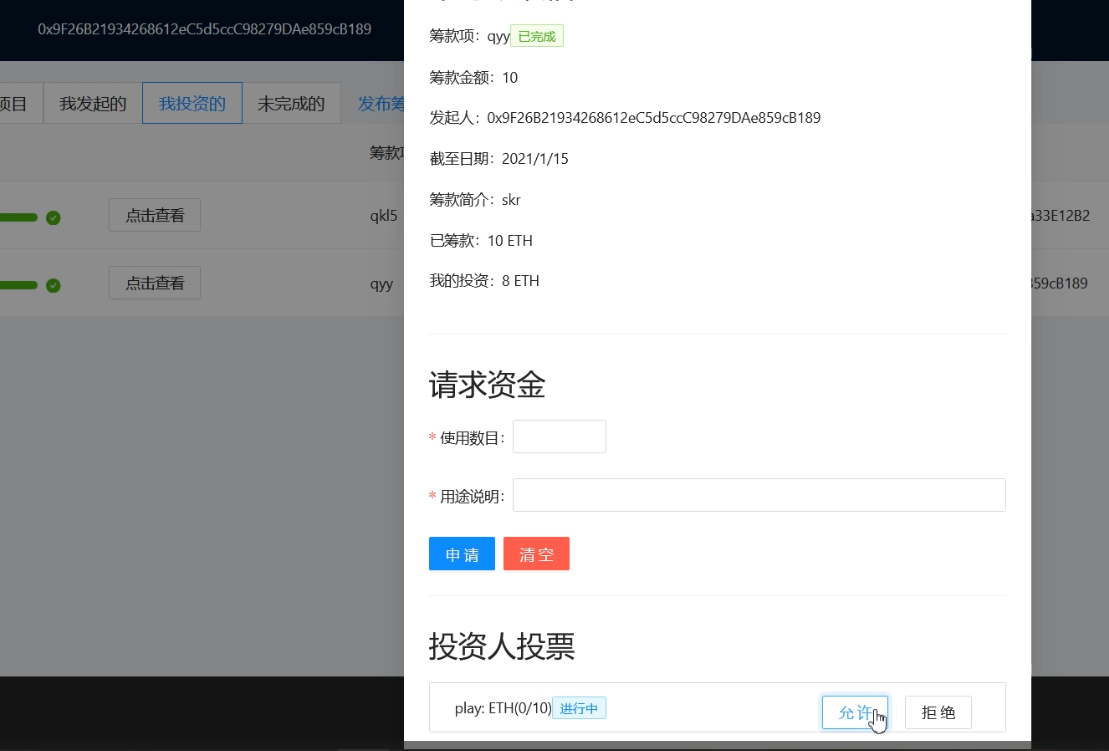 0x9F26B21934268612eC5d5ccC98279DAe859cB189
项目 我发起的 我投资的 未完成的 发布筹
筹款
点击查看 qkl5 a33E12B2
点击查看 qyy 359cB189
筹款项：qyy 已完成
筹款金额：10
发起人：0x9F26B21934268612eC5d5ccC98279DAe859cB189
截至日期：2021/1/15
筹款简介：skr
已筹款：10 ETH
我的投资：8 ETH
请求资金
* 使用数目：
* 用途说明：
申请 清空
投资人投票
play: ETH(0/10) 进行中 允许 拒绝